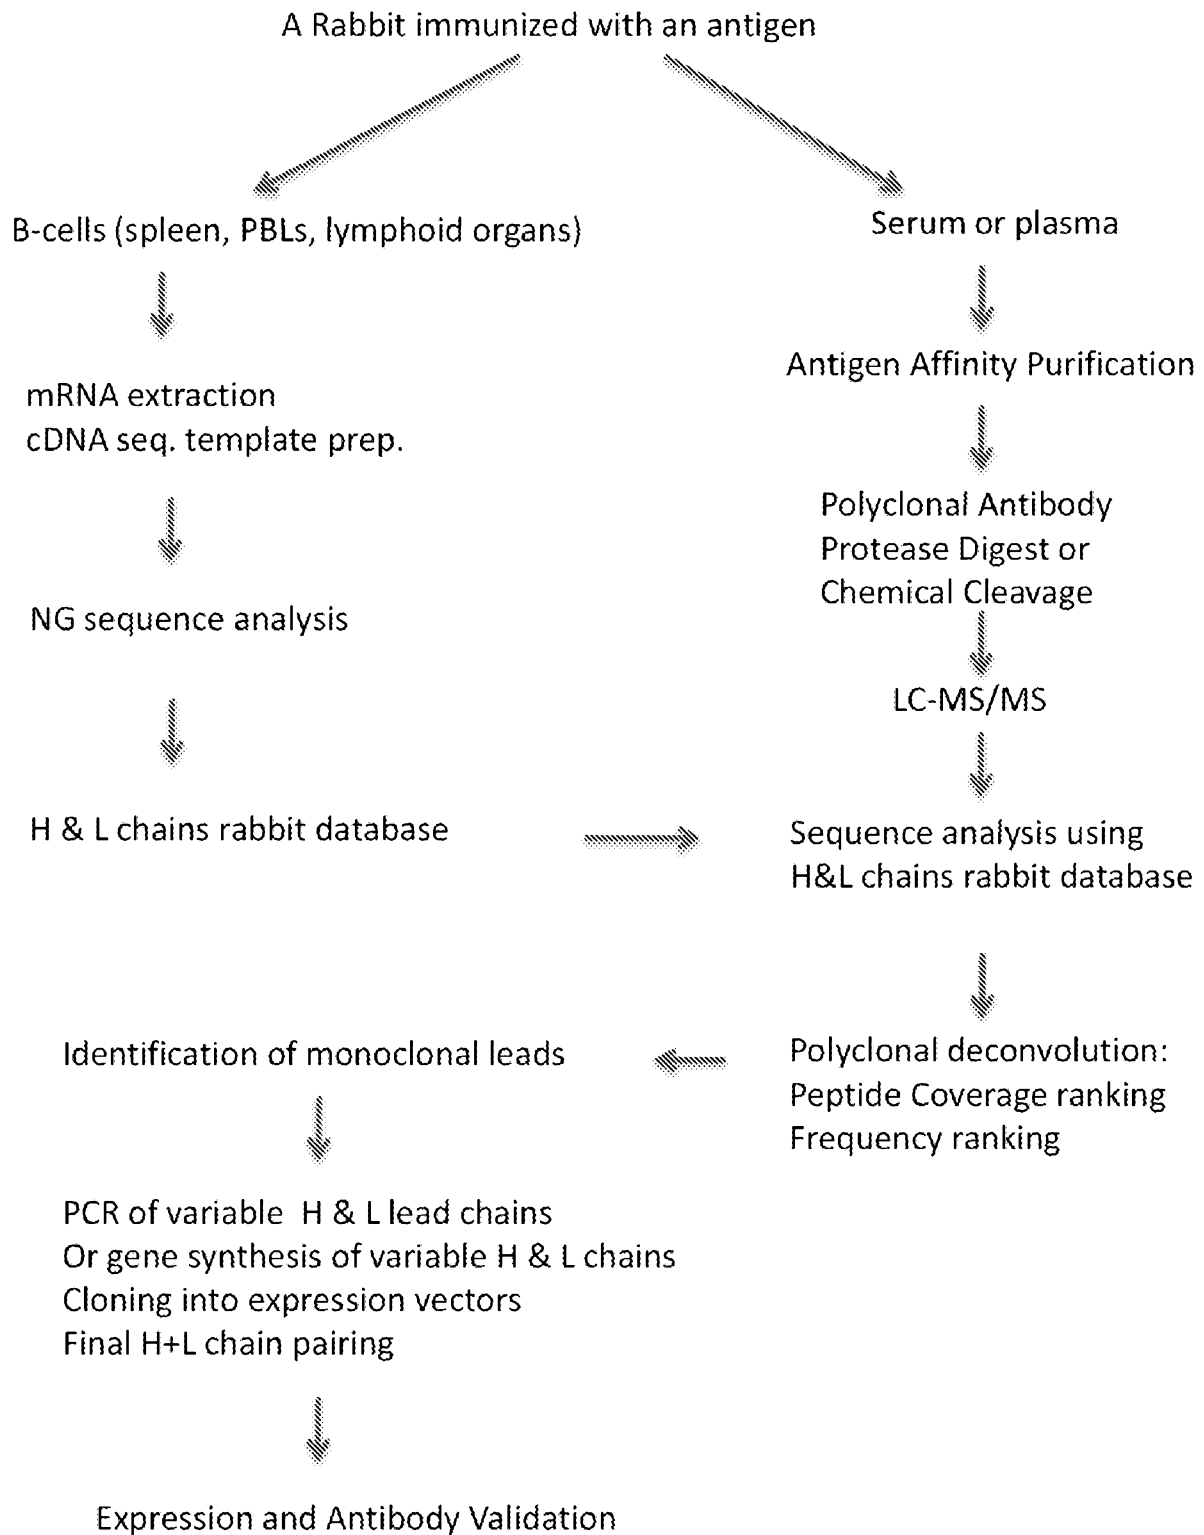 A Rabbit immunized with an antigen
B-cells (spleen, PBLs, lymphoid organs)
mRNA extraction
cDNA seq. template prep.
NG sequence analysis
H & L chains rabbit database
Serum or plasma
Antigen Affinity Purification
Polyclonal Antibody
Protease Digest or
Chemical Cleavage
LC-MS/MS
Sequence analysis using
H&L chains rabbit database
Polyclonal deconvolution:
Peptide Coverage ranking
Frequency ranking
Identification of monoclonal leads
PCR of variable H & L lead chains
Or gene synthesis of variable H & L chains
Cloning into expression vectors
Final H+L chain pairing
Expression and Antibody Validation